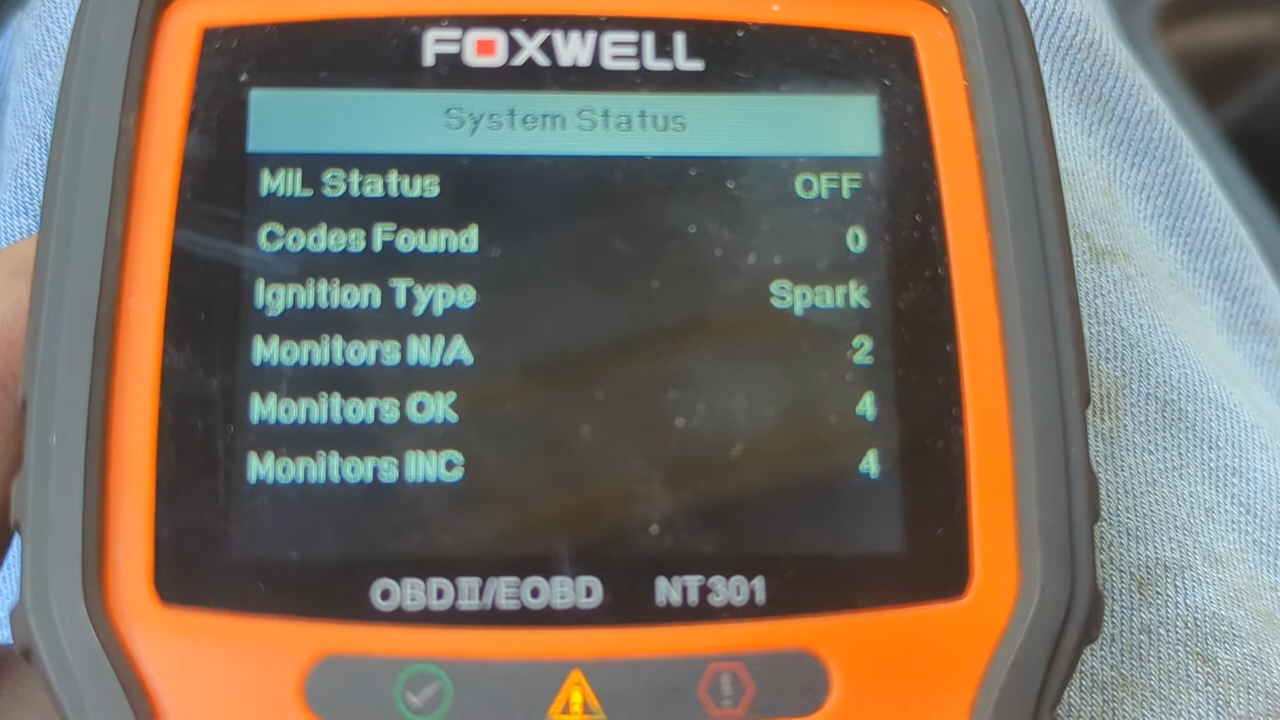 FOXWELL
System Status
MIL Status OFF
Codes Found 0
Ignition Type Spark
Monitors N/A 2
Monitors OK 4
Monitors INC 4
OBDII/EOBD NT301